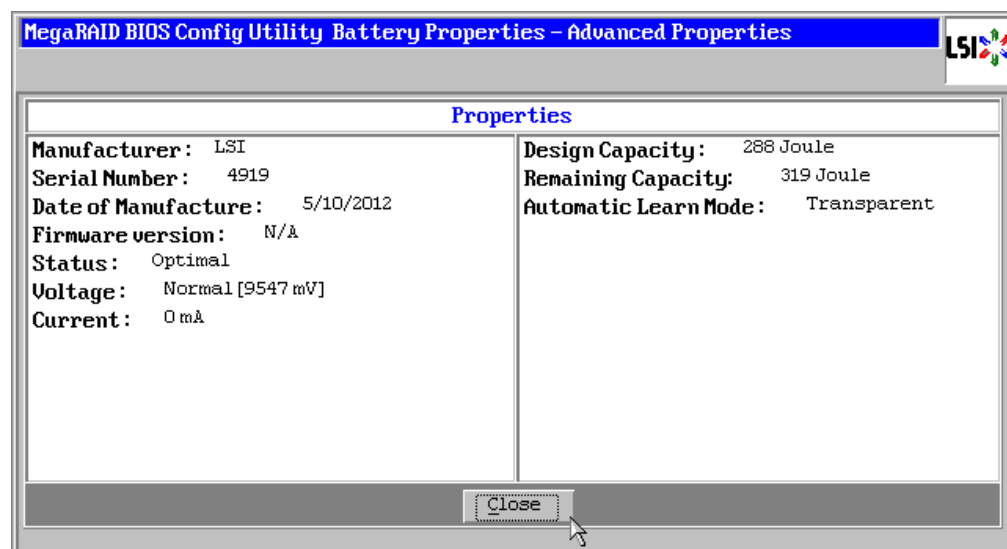 MegaRAID BIOS Config Utility Battery Properties - Advanced Properties
LSI
Properties
Manufacturer: LSI
Serial Number: 4919
Date of Manufacture: 5/10/2012
Firmware version: N/A
Status: Optimal
Voltage: Normal [9547 mV]
Current: 0 mA
Design Capacity: 288 Joule
Remaining Capacity: 319 Joule
Automatic Learn Mode: Transparent
Close